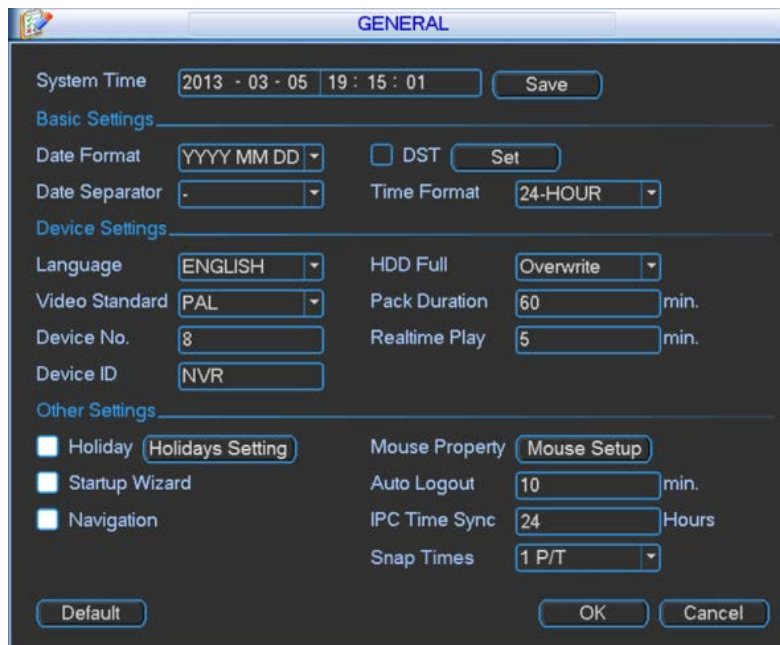 GENERAL
System Time 2013 - 03 - 05 19 : 15 : 01 Save
Basic Settings
Date Format YYYY MM DD DST Set
Date Separator - Time Format 24-HOUR
Device Settings
Language ENGLISH HDD Full Overwrite
Video Standard PAL Pack Duration 60 min.
Device No. 8 Realtime Play 5 min.
Device ID NVR
Other Settings
Holiday Holidays Setting Mouse Property Mouse Setup
Startup Wizard Auto Logout 10 min.
Navigation IPC Time Sync 24 Hours
Snap Times 1 P/T
Default OK Cancel